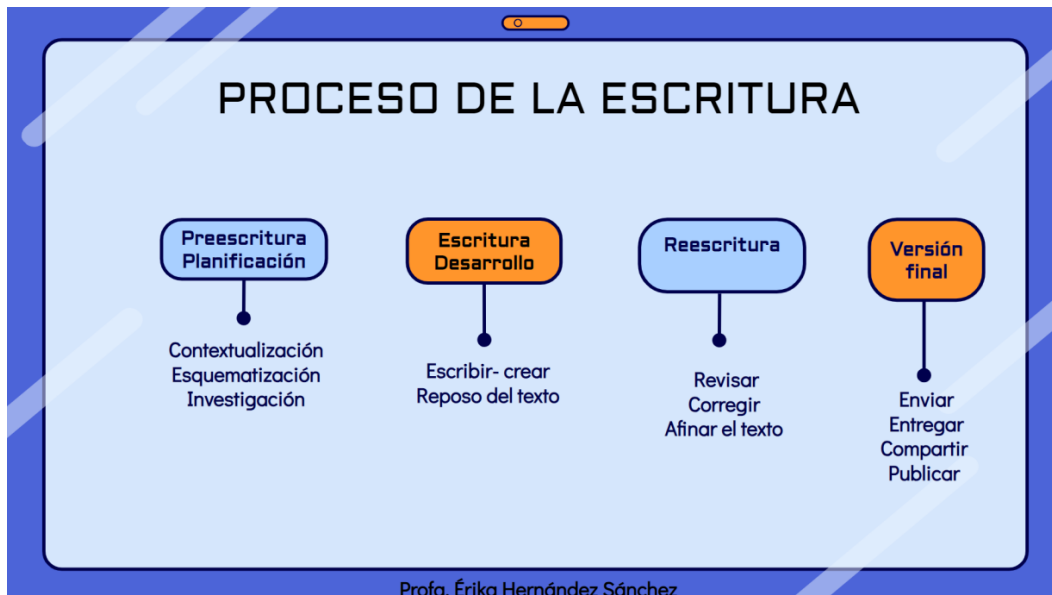 PROCESO DE LA ESCRITURA
Preescritura
Planificación
Contextualización
Esquematización
Investigación
Escritura
Desarrollo
Escribir- crear
Reposo del texto
Reescritura
Revisar
Corregir
Afinar el texto
Versión
final
Enviar
Entregar
Compartir
Publicar
Profa. Érika Hernández Sánchez